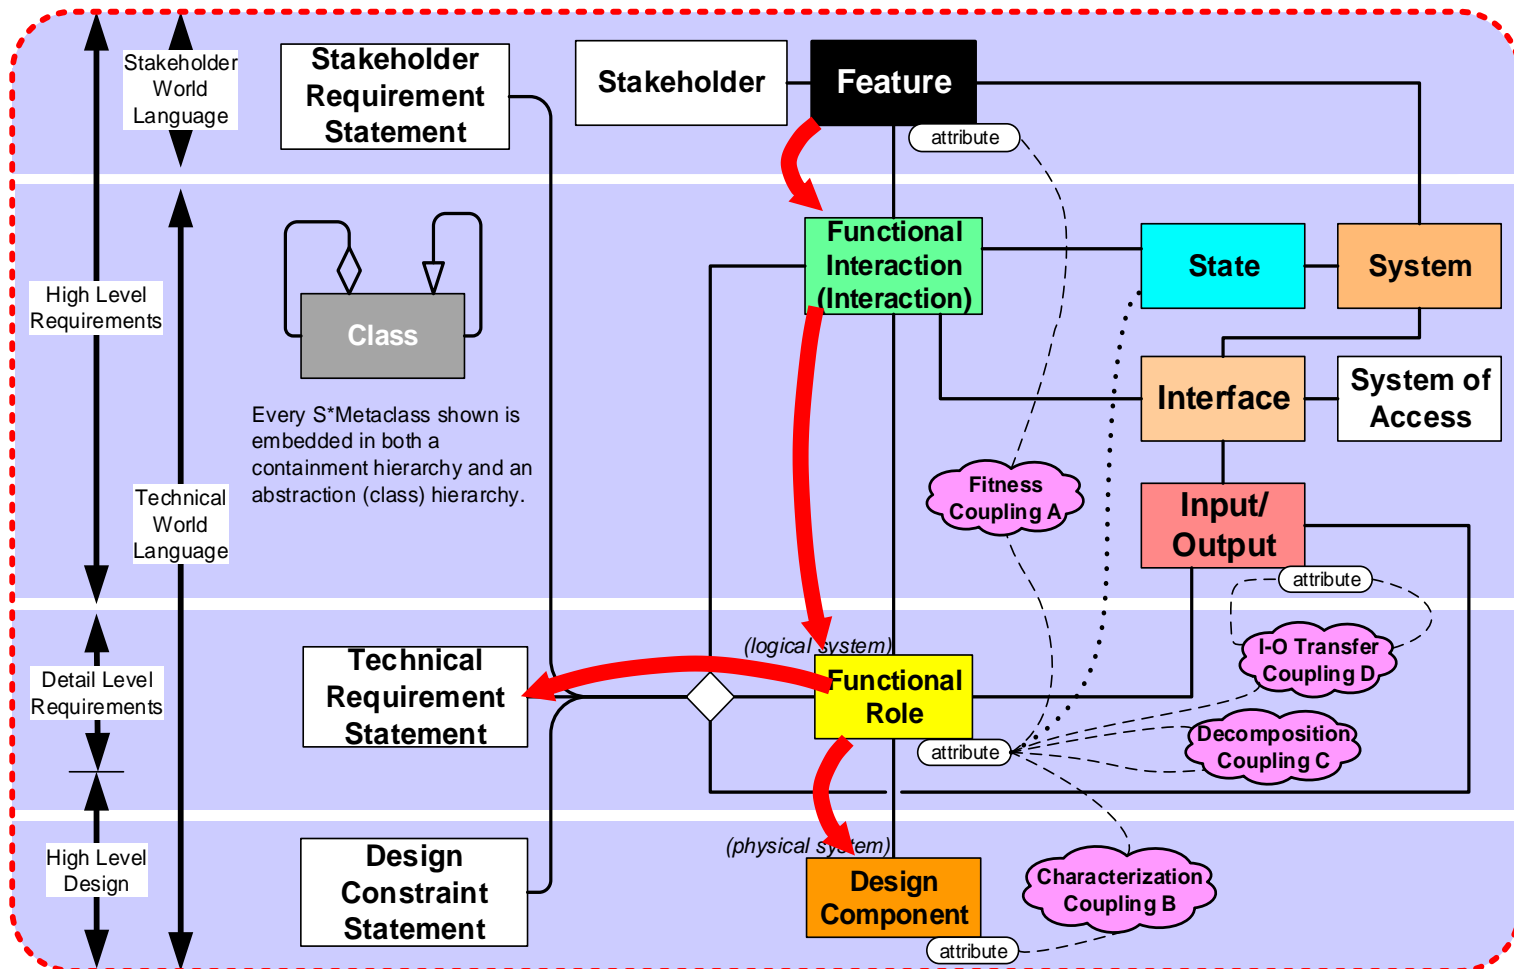 Stakeholder
World
Language
Stakeholder
Requirement
Statement
Stakeholder
Feature
attribute
High Level
Requirements
Class
Every S*Metaclass shown is
embedded in both a
containment hierarchy and an
abstraction (class) hierarchy.
Functional
Interaction
(Interaction)
State
System
Interface
System of
Access
Technical
World
Language
Fitness
Coupling A
Input/
Output
attribute
Detail Level
Requirements
Technical
Requirement
Statement
(logical system)
Functional
Role
attribute
I-O Transfer
Coupling D
Decomposition
Coupling C
High Level
Design
Design
Constraint
Statement
(physical system)
Design
Component
attribute
Characterization
Coupling B